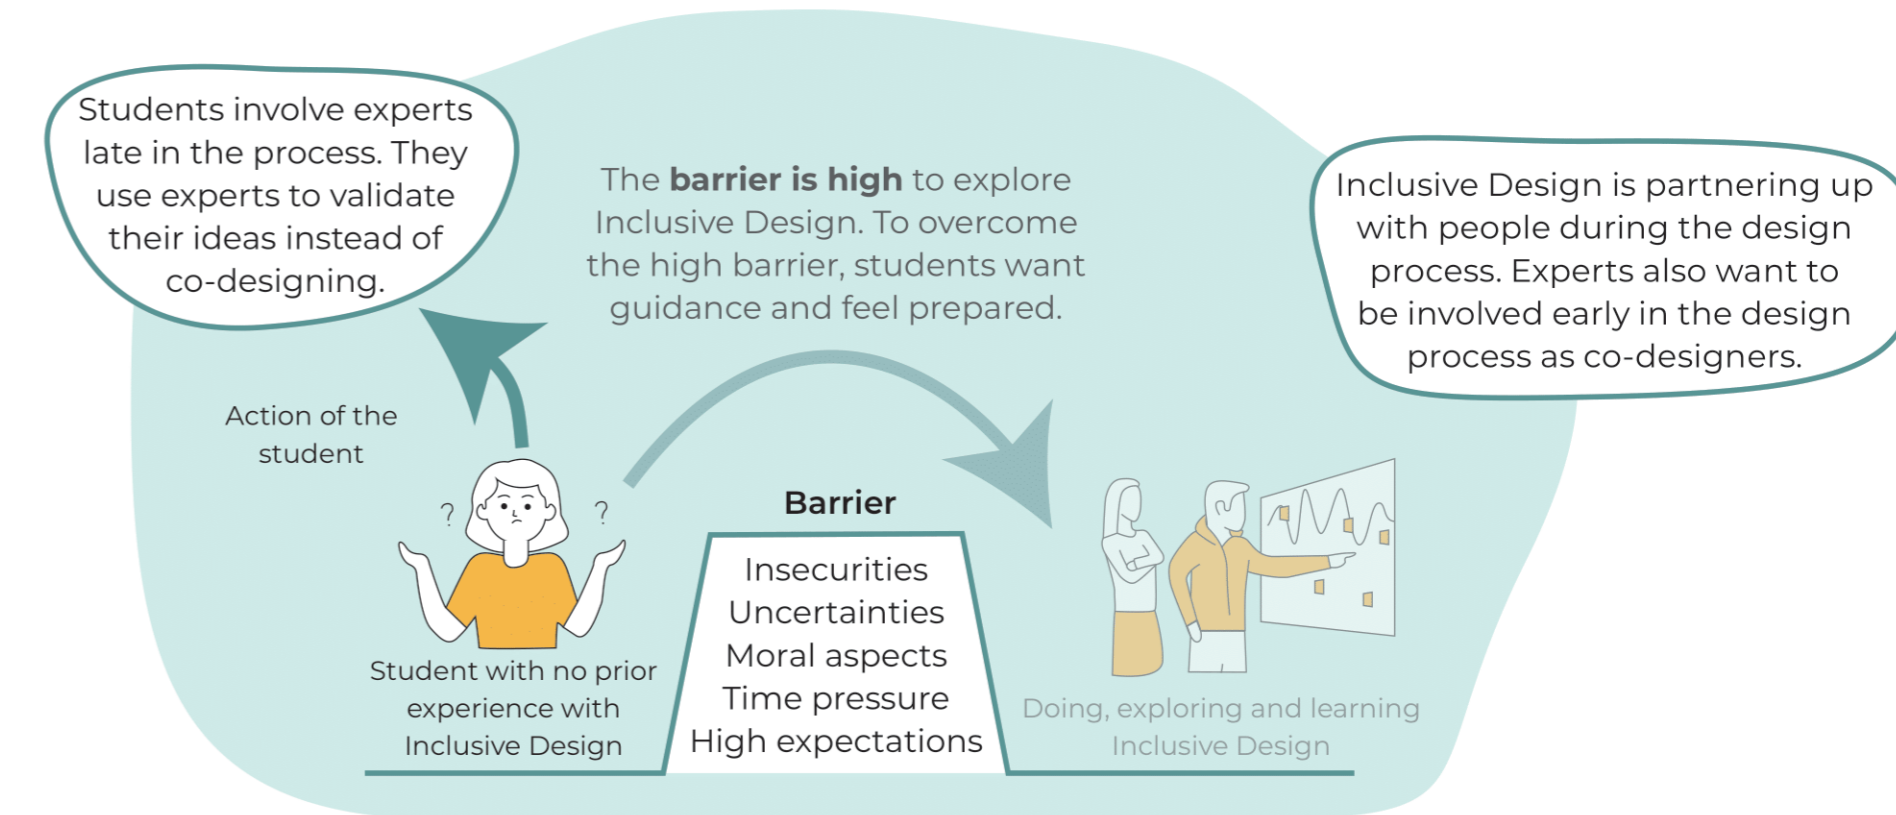 Students involve experts
late in the process. They
use experts to validate
their ideas instead of
co-designing.
The barrier is high to explore
Inclusive Design. To overcome
the high barrier, students want
guidance and feel prepared.
Inclusive Design is partnering up
with people during the design
process. Experts also want to
be involved early in the design
process as co-designers.
Action of the
student
? ?
Student with no prior
experience with
Inclusive Design
Barrier
Insecurities
Uncertainties
Moral aspects
Time pressure
High expectations
Doing, exploring and learning
Inclusive Design